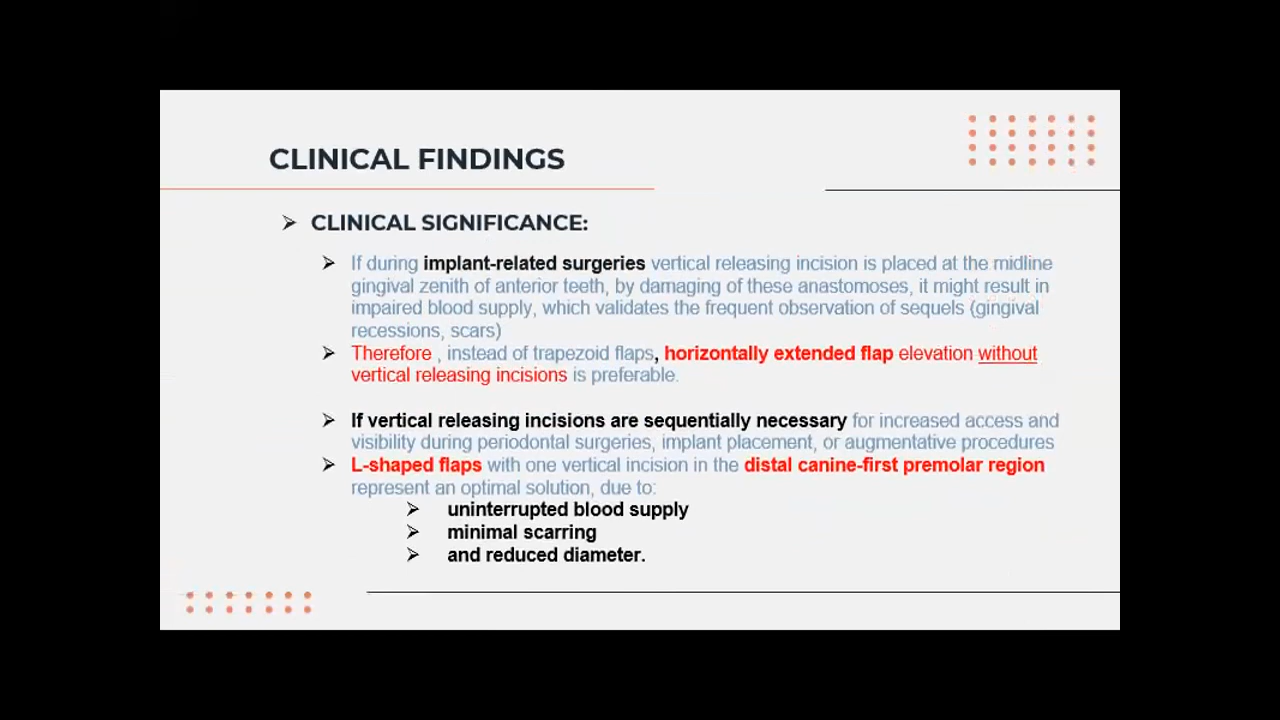 CLINICAL FINDINGS
➢ CLINICAL SIGNIFICANCE:
➢ If during implant-related surgeries vertical releasing incision is placed at the midline
gingival zenith of anterior teeth, by damaging of these anastomoses, it might result in
impaired blood supply, which validates the frequent observation of sequels (gingival
recessions, scars)
➢ Therefore , instead of trapezoid flaps, horizontally extended flap elevation without
vertical releasing incisions is preferable.
➢ If vertical releasing incisions are sequentially necessary for increased access and
visibility during periodontal surgeries, implant placement, or augmentative procedures
➢ L-shaped flaps with one vertical incision in the distal canine-first premolar region
represent an optimal solution, due to:
➢ uninterrupted blood supply
➢ minimal scarring
➢ and reduced diameter.